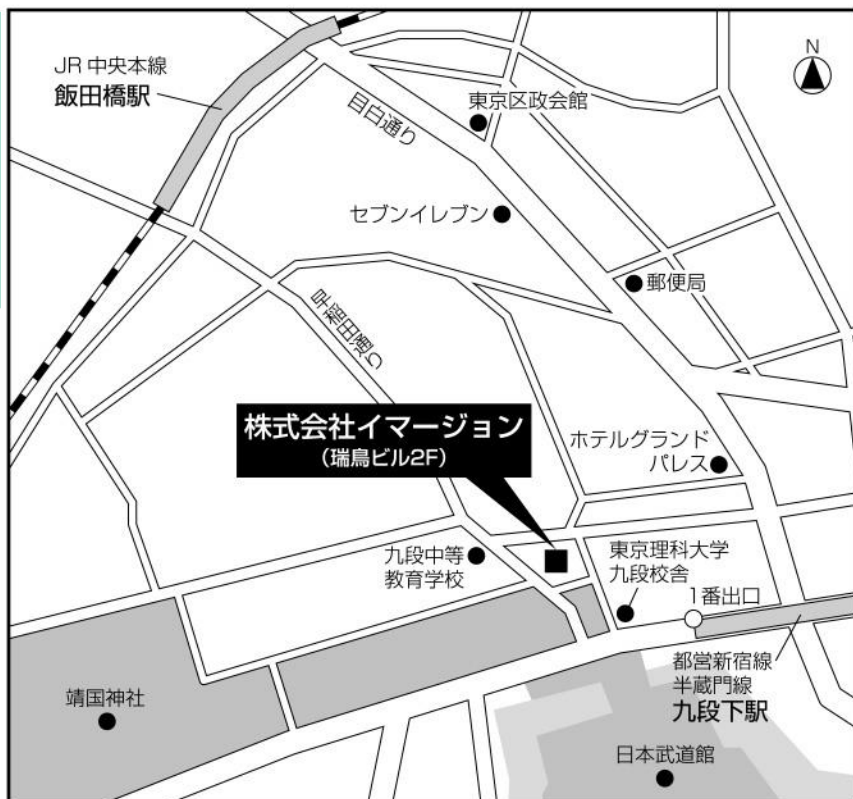 N
JR 中央本線
飯田橋駅
目白通り
東京区政会館
セブンイレブン
郵便局
早稲田通り
株式会社イマージョン
（瑞鳥ビル2F）
ホテルグランド
パレス
九段中等
教育学校
東京理科大学
九段校舎
1番出口
都営新宿線
半蔵門線
九段下駅
靖国神社
日本武道館